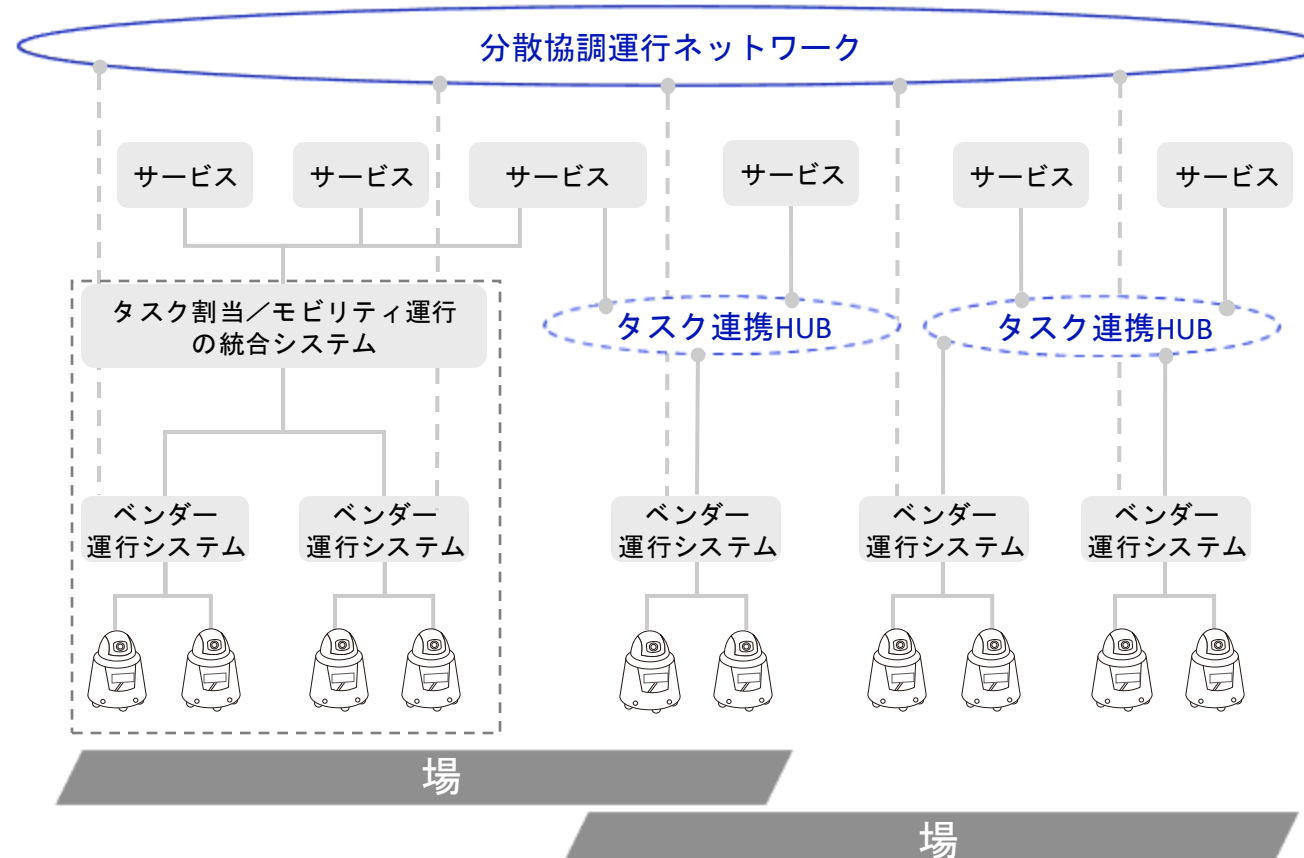 分散協調運行ネットワーク
サービス
サービス
サービス
サービス
サービス
サービス
タスク割当／モビリティ運行
の統合システム
タスク連携HUB
タスク連携HUB
ベンダー
運行システム
ベンダー
運行システム
ベンダー
運行システム
ベンダー
運行システム
ベンダー
運行システム
場
場